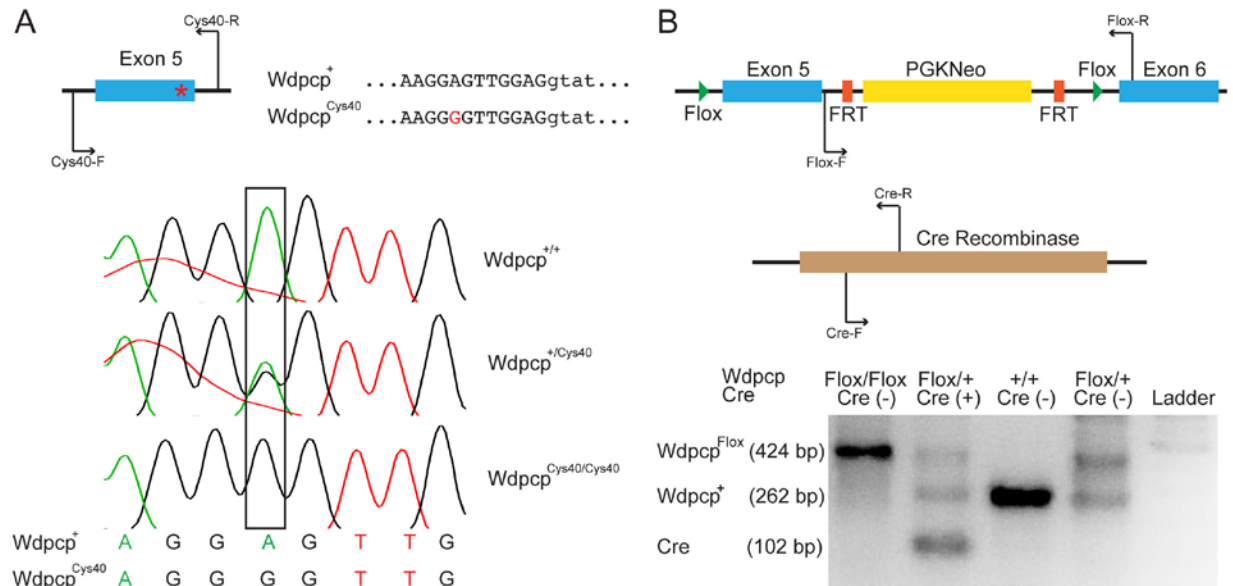 A
Cys40-R
Exon 5
*
Cys40-F
Wdpcp+ ...AAGGAGTTGGAGgtat...
WdpcpCys40 ...AAGGGGTTGGAGgtat...
Wdpcp+/+
Wdpcp+/Cys40
WdpcpCys40/Cys40
Wdpcp+ A G G A G T T G
WdpcpCys40 A G G G G T T G
B
Flox-R
Exon 5 PGKNeo Flox Exon 6
Flox FRT FRT
Flox-F
Cre-R
Cre Recombinase
Cre-F
Wdpcp Flox/Flox Flox/+ +/+ Flox/+
Cre Cre (-) Cre (+) Cre (-) Cre (-) Ladder
WdpcpFlox (424 bp)
Wdpcp+ (262 bp)
Cre (102 bp)